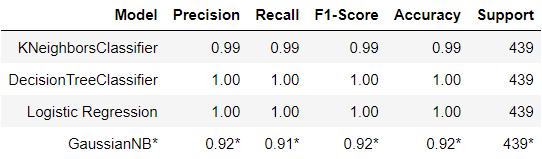 Model Precision Recall F1-Score Accuracy Support
KNeighborsClassifier 0.99 0.99 0.99 0.99 439
DecisionTreeClassifier 1.00 1.00 1.00 1.00 439
Logistic Regression 1.00 1.00 1.00 1.00 439
GaussianNB* 0.92* 0.91* 0.92* 0.92* 439*